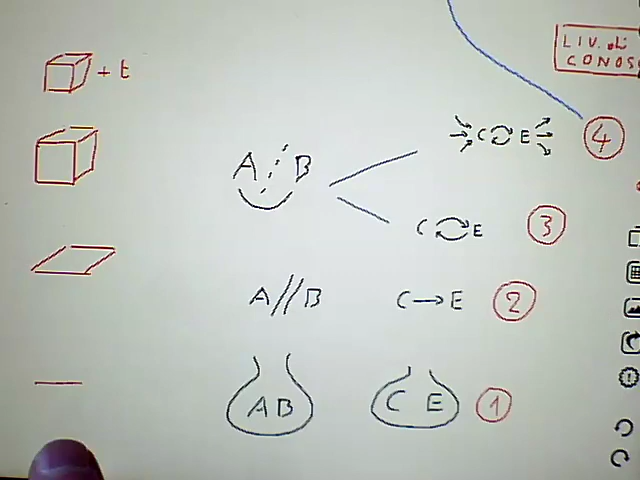 LIV. di
CONOS
+ t
C E 4
A B
C E 3
A//B C→E 2
AB C E 1